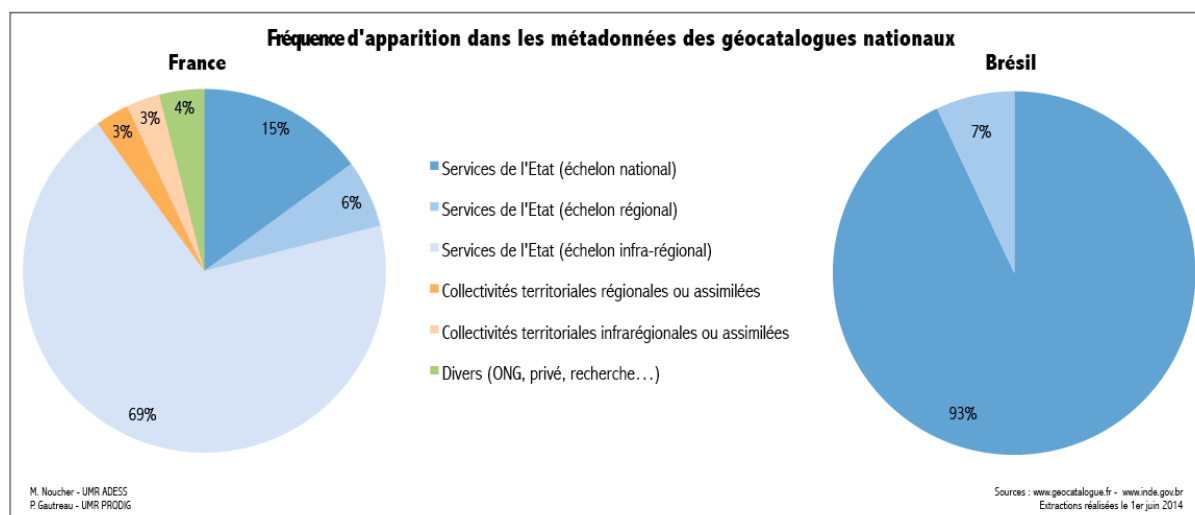 Fréquence d'apparition dans les métadonnées des géocatalogues nationaux
France
Brésil
4%
3%
3%
15%
6%
69%
Services de l'Etat (échelon national)
Services de l'Etat (échelon régional)
Services de l'Etat (échelon infra-régional)
Collectivités territoriales régionales ou assimilées
Collectivités territoriales infrarégionales ou assimilées
Divers (ONG, privé, recherche…)
7%
93%
M. Noucher - UMR ADESS
P. Gautreau - UMR PRODIG
Sources : www.geocatalogue.fr - www.inde.gov.br
Extractions réalisées le 1er juin 2014